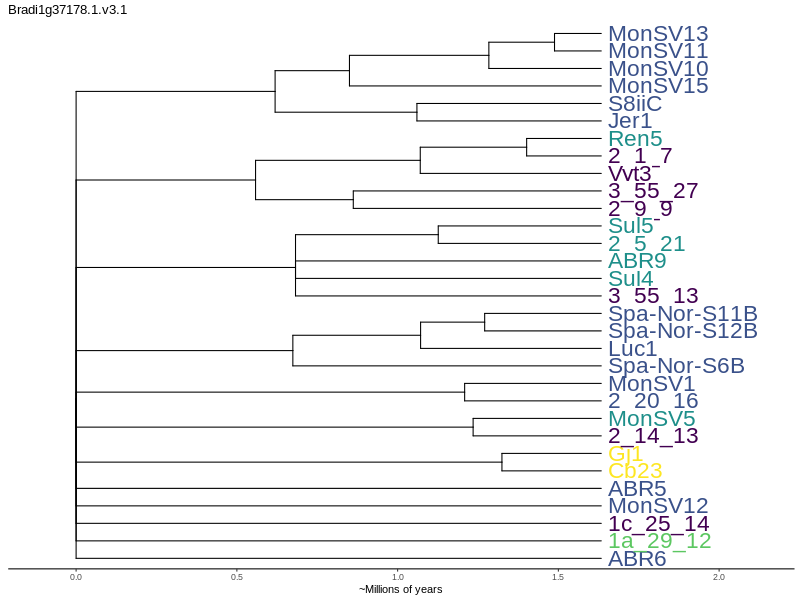 Bradi1g37178.1.v3.1
MonSV13
MonSV11
MonSV10
MonSV15
S8iiC
Jer1
Ren5
2_1_7
Vvt3
3_55_27
2_9_9
Sul5
2_5_21
ABR9
Sul4
3_55_13
Spa-Nor-S11B
Spa-Nor-S12B
Luc1
Spa-Nor-S6B
MonSV1
2_20_16
MonSV5
2_14_13
Gj1
Cb23
ABR5
MonSV12
1c_25_14
1a_29_12
ABR6
0.0 0.5 1.0 1.5 2.0
~Millions of years